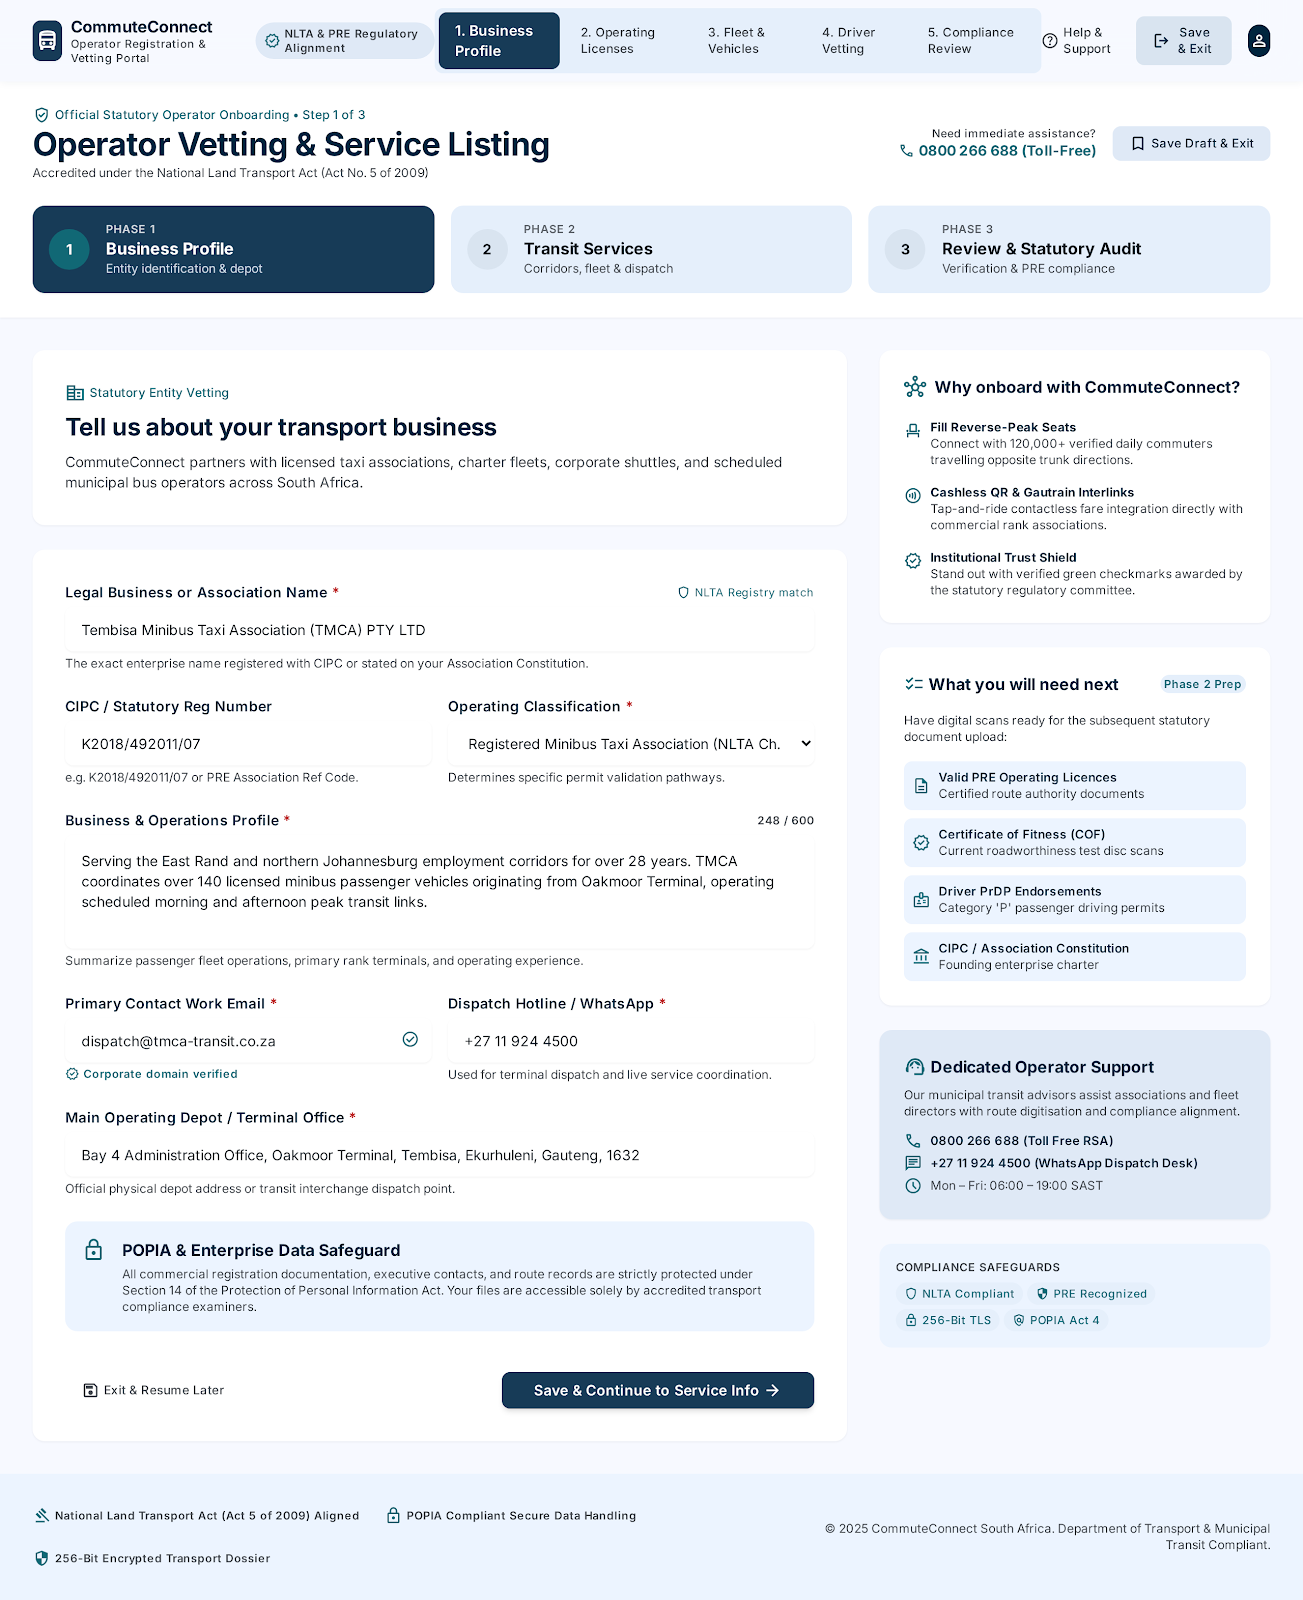 CommuteConnect
Operator Registration &
Vetting Portal
NLTA & PRE Regulatory
Alignment
1. Business
Profile
2. Operating
Licenses
3. Fleet &
Vehicles
4. Driver
Vetting
5. Compliance
Review
Help &
Support
Save
& Exit
Official Statutory Operator Onboarding • Step 1 of 3
Operator Vetting & Service Listing
Accredited under the National Land Transport Act (Act No. 5 of 2009)
Need immediate assistance?
0800 266 688 (Toll-Free)
Save Draft & Exit
1
PHASE 1
Business Profile
Entity identification & depot
2
PHASE 2
Transit Services
Corridors, fleet & dispatch
3
PHASE 3
Review & Statutory Audit
Verification & PRE compliance
Statutory Entity Vetting
Tell us about your transport business
CommuteConnect partners with licensed taxi associations, charter fleets, corporate shuttles, and scheduled
municipal bus operators across South Africa.
Legal Business or Association Name *
NLTA Registry match
Tembisa Minibus Taxi Association (TMCA) PTY LTD
The exact enterprise name registered with CIPC or stated on your Association Constitution.
CIPC / Statutory Reg Number
K2018/492011/07
e.g. K2018/492011/07 or PRE Association Ref Code.
Operating Classification *
Registered Minibus Taxi Association (NLTA Ch.
Determines specific permit validation pathways.
Business & Operations Profile *
248 / 600
Serving the East Rand and northern Johannesburg employment corridors for over 28 years. TMCA
coordinates over 140 licensed minibus passenger vehicles originating from Oakmoor Terminal, operating
scheduled morning and afternoon peak transit links.
Summarize passenger fleet operations, primary rank terminals, and operating experience.
Primary Contact Work Email *
dispatch@tmca-transit.co.za
Corporate domain verified
Dispatch Hotline / WhatsApp *
+27 11 924 4500
Used for terminal dispatch and live service coordination.
Main Operating Depot / Terminal Office *
Bay 4 Administration Office, Oakmoor Terminal, Tembisa, Ekurhuleni, Gauteng, 1632
Official physical depot address or transit interchange dispatch point.
POPIA & Enterprise Data Safeguard
All commercial registration documentation, executive contacts, and route records are strictly protected under
Section 14 of the Protection of Personal Information Act. Your files are accessible solely by accredited transport
compliance examiners.
Exit & Resume Later
Save & Continue to Service Info →
Why onboard with CommuteConnect?
Fill Reverse-Peak Seats
Connect with 120,000+ verified daily commuters
travelling opposite trunk directions.
Cashless QR & Gautrain Interlinks
Tap-and-ride contactless fare integration directly with
commercial rank associations.
Institutional Trust Shield
Stand out with verified green checkmarks awarded by
the statutory regulatory committee.
What you will need next
Phase 2 Prep
Have digital scans ready for the subsequent statutory
document upload:
Valid PRE Operating Licences
Certified route authority documents
Certificate of Fitness (COF)
Current roadworthiness test disc scans
Driver PrDP Endorsements
Category 'P' passenger driving permits
CIPC / Association Constitution
Founding enterprise charter
Dedicated Operator Support
Our municipal transit advisors assist associations and fleet
directors with route digitisation and compliance alignment.
0800 266 688 (Toll Free RSA)
+27 11 924 4500 (WhatsApp Dispatch Desk)
Mon – Fri: 06:00 – 19:00 SAST
COMPLIANCE SAFEGUARDS
NLTA Compliant
PRE Recognized
256-Bit TLS
POPIA Act 4
National Land Transport Act (Act 5 of 2009) Aligned
POPIA Compliant Secure Data Handling
256-Bit Encrypted Transport Dossier
© 2025 CommuteConnect South Africa. Department of Transport & Municipal
Transit Compliant.